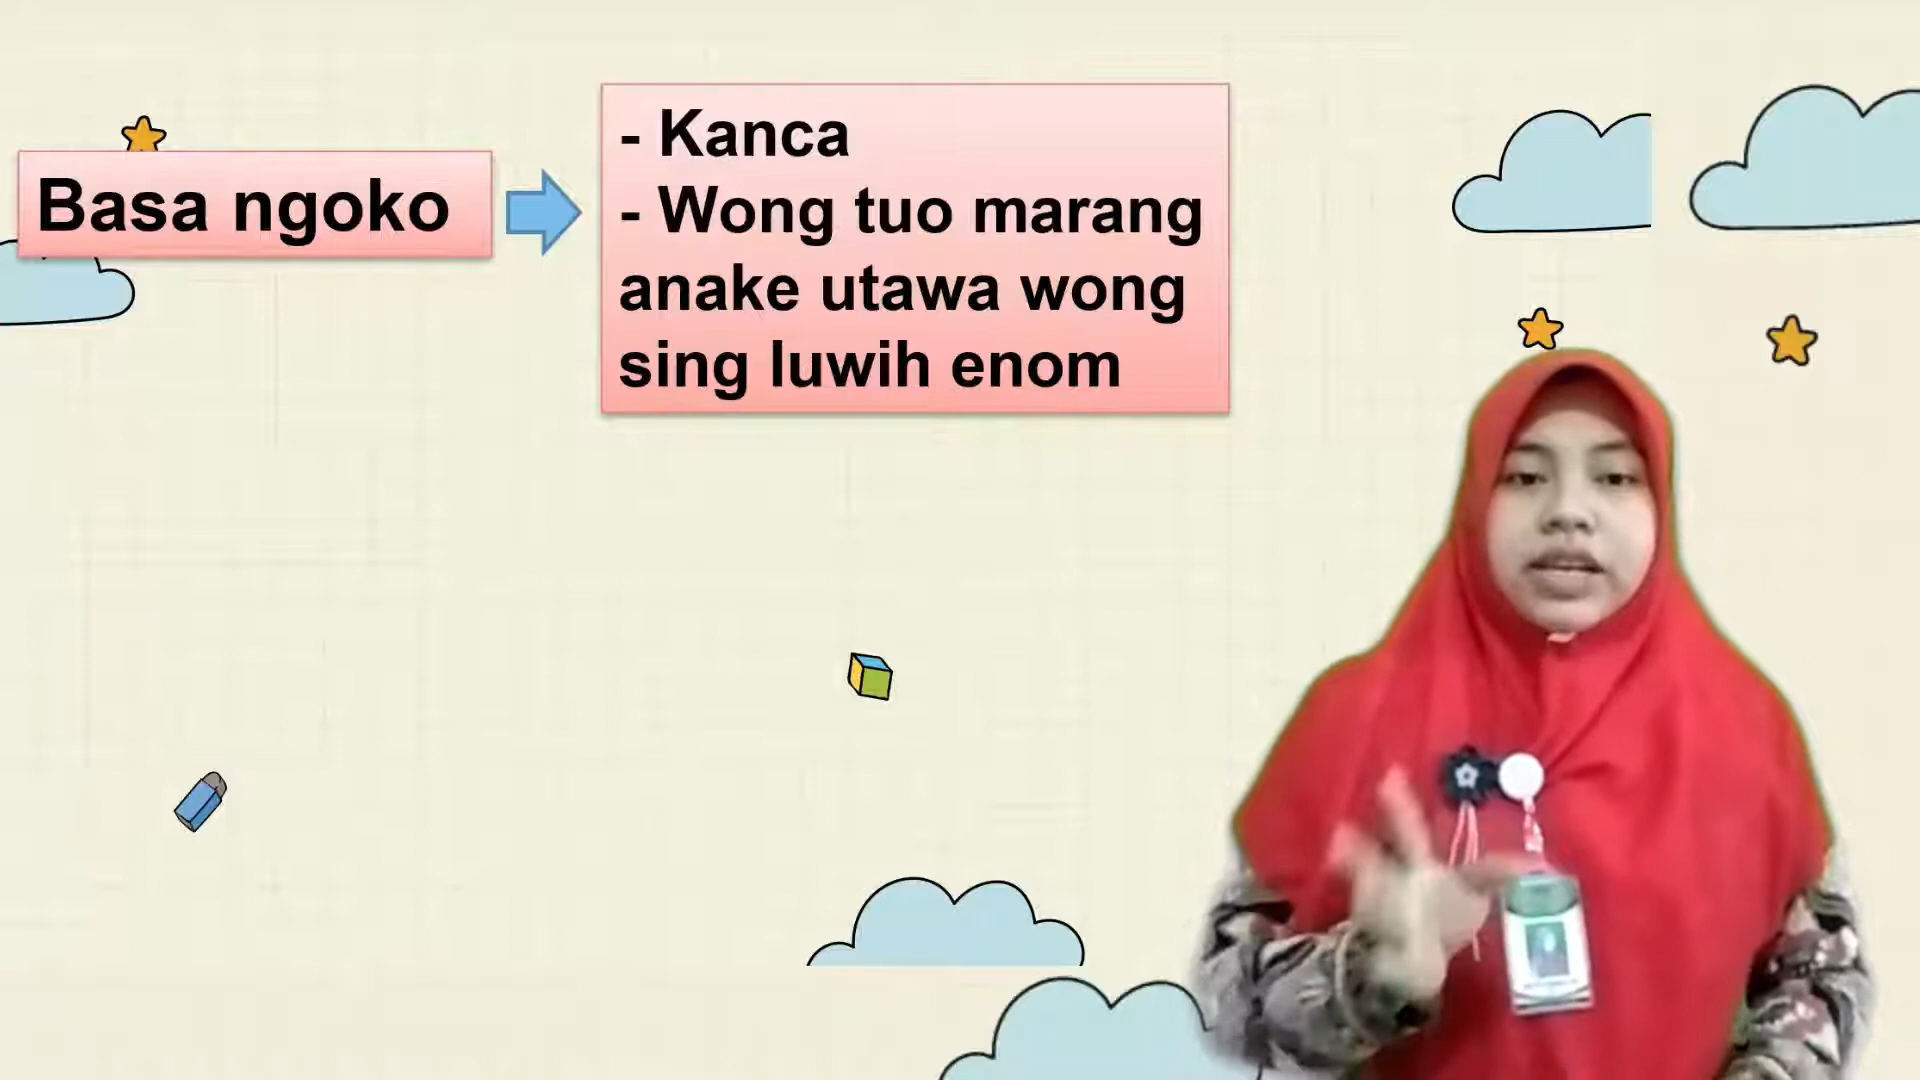 Basa ngoko
- Kanca
- Wong tuo marang
anake utawa wong
sing luwih enom